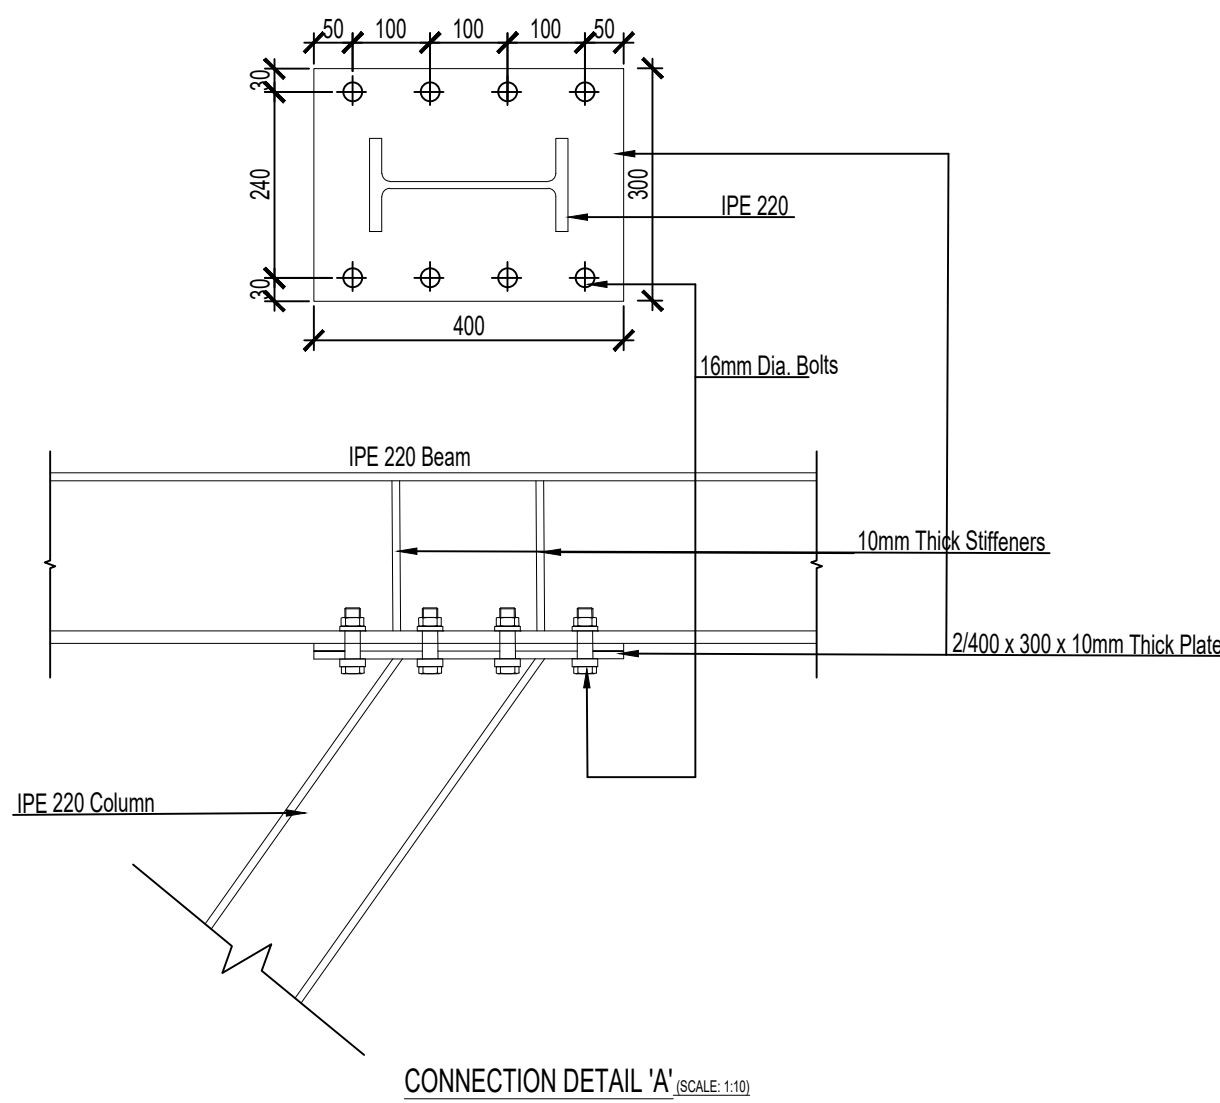 50 100 100 100 50
30
240
300
IPE 220
30
400
16mm Dia. Bolts
IPE 220 Beam
10mm Thick Stiffeners
2/400 x 300 x 10mm Thick Plate
IPE 220 Column
CONNECTION DETAIL 'A' (SCALE: 1:10)